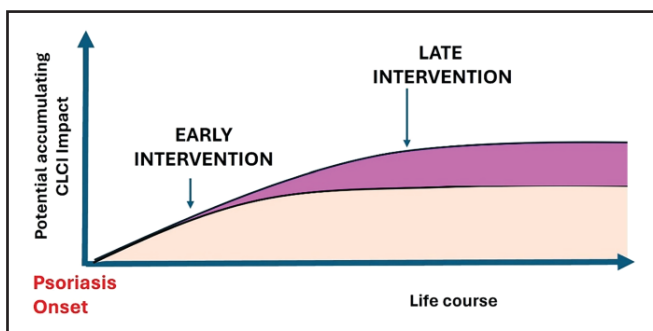 LATE
INTERVENTION
EARLY
INTERVENTION
Potential accumulating
CLCI Impact
Psoriasis
Onset
Life course